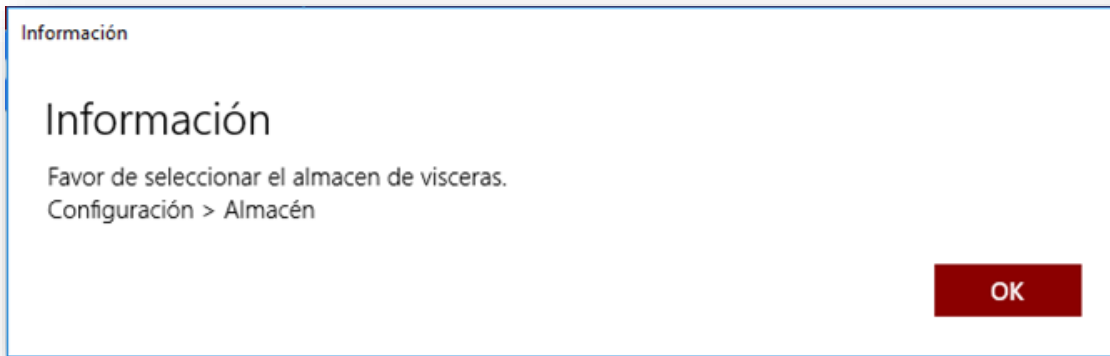 Información
Información
Favor de seleccionar el almacen de visceras.
Configuración > Almacén
OK